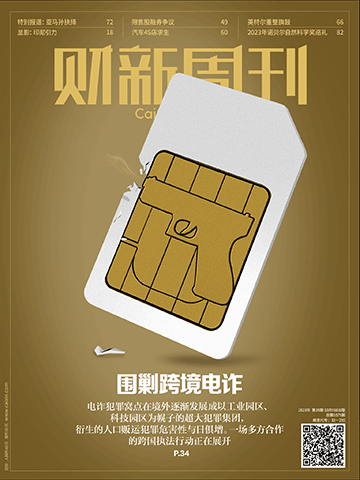 特别报道：亚马孙抉择 72
显影：印邮引力 16
限售股融券争议 49
汽车4S店求生 60
英特尔重整旗鼓 66
2023年诺贝尔自然科学奖巡礼 82
财新周刊
Cai
围剿跨境电诈
电诈犯罪窝点在境外逐渐发展成以工业园区、
科技园区为幌子的超大犯罪集团，
衍生的人口贩运犯罪危害性与日俱增。一场多方合作
的跨国执法行动正在展开
P.34